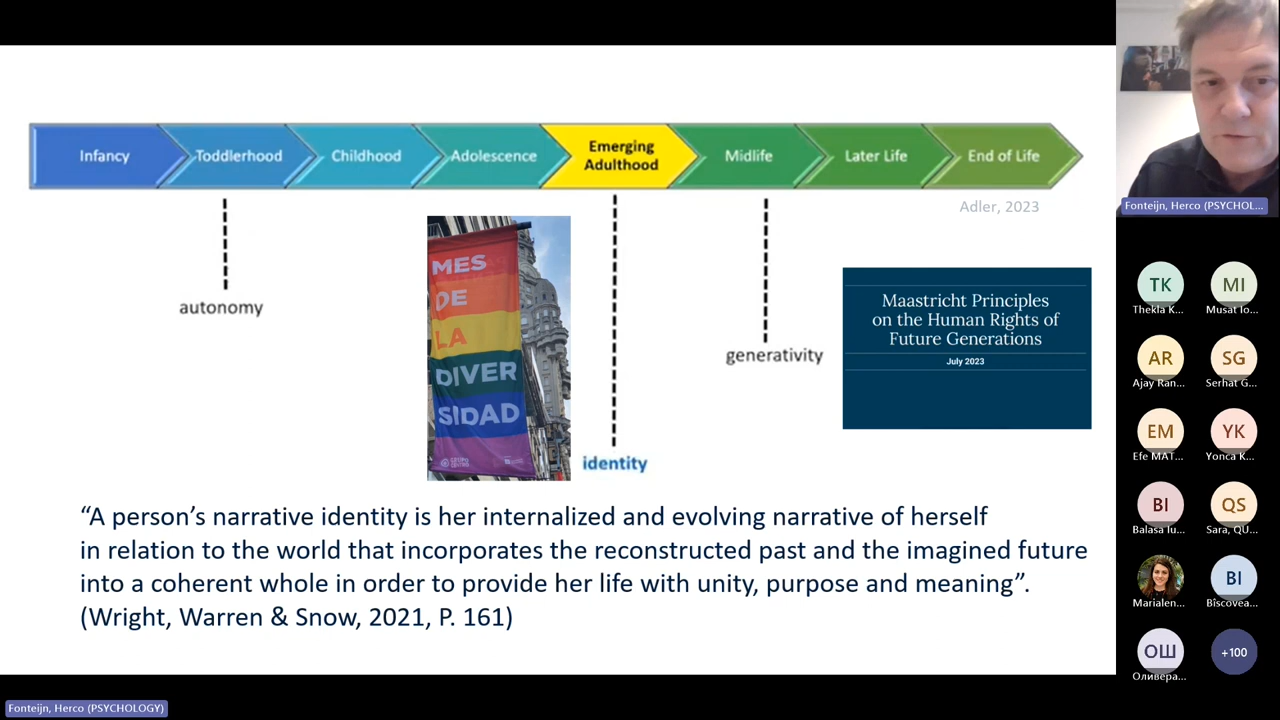 Infancy
Toddlerhood
Childhood
Adolescence
Emerging
Adulthood
Midlife
Later Life
End of Life
Adler, 2023
autonomy
MES
DE
LA
DIVER
SIDAD
identity
generativity
Maastricht Principles
on the Human Rights of
Future Generations
July 2023
“A person’s narrative identity is her internalized and evolving narrative of herself
in relation to the world that incorporates the reconstructed past and the imagined future
into a coherent whole in order to provide her life with unity, purpose and meaning”.
(Wright, Warren & Snow, 2021, P. 161)
Fonteijn, Herco (PSYCHOL...
TK
Thekla K...
MI
Musat Io...
AR
Ajay Ran...
SG
Serhat G...
EM
Efe MAT...
YK
Yonca K...
BI
Balasa Iu...
QS
Sara, QU...
Marialen...
BI
Bîscovea...
ОШ
Оливера...
+100
Fonteijn, Herco (PSYCHOLOGY)